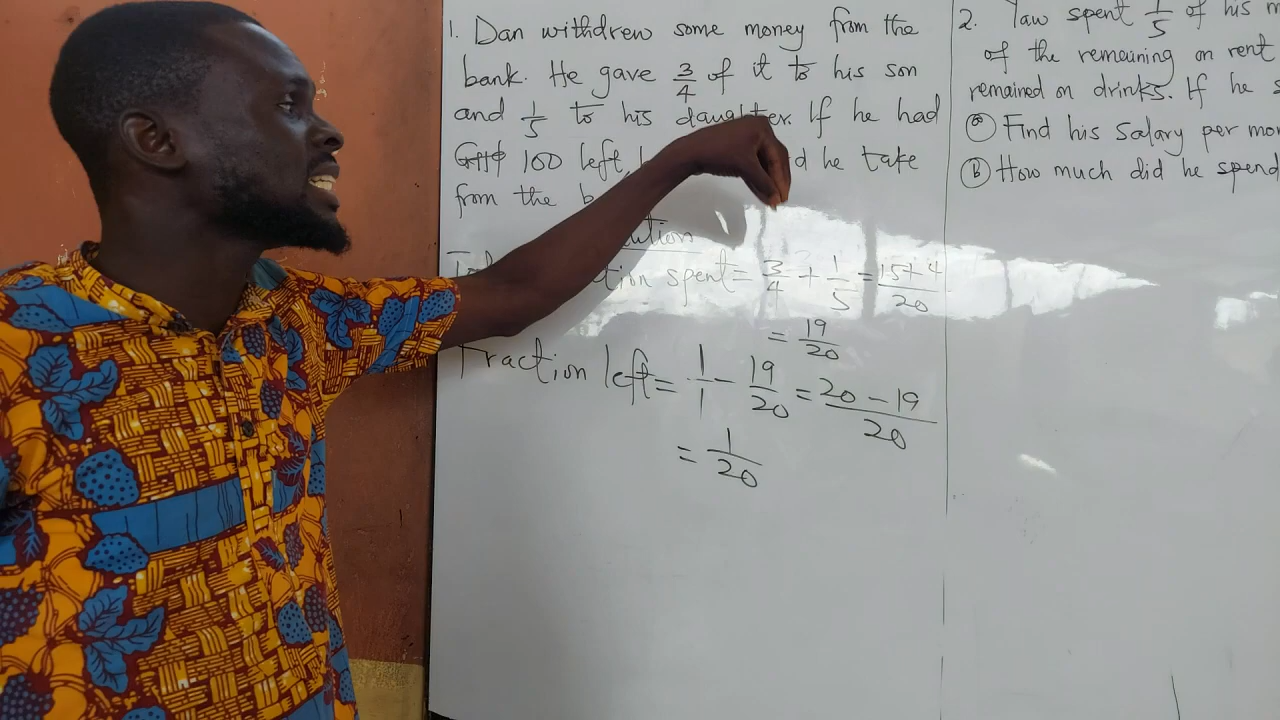 1. Dan withdrew some money from the
bank. He gave 3/4 of it to his son
and 1/5 to his daughter. If he had
GH¢ 100 left, he take
from the
spent = 3/4 + 1/5 = 15+4/20
= 19/20
Fraction left = 1/1 - 19/20 = 20-19/20
= 1/20
2. Yaw spent 1/5 of his
of the remaining on rent
remained on drinks. If he
(a) Find his salary per
(B) How much did he spend